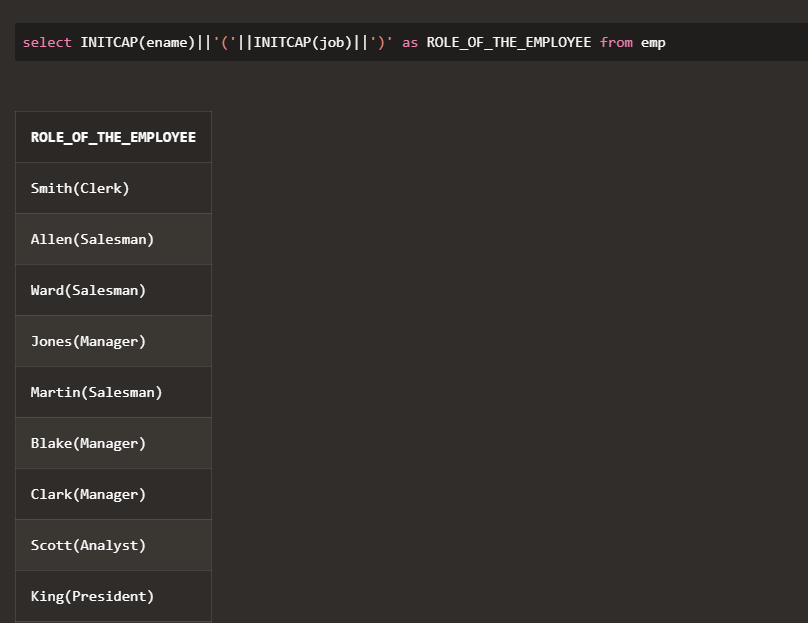 select INITCAP(ename)||'('||INITCAP(job)||')' as ROLE_OF_THE_EMPLOYEE from emp
ROLE_OF_THE_EMPLOYEE
Smith(Clerk)
Allen(Salesman)
Ward(Salesman)
Jones(Manager)
Martin(Salesman)
Blake(Manager)
Clark(Manager)
Scott(Analyst)
King(President)